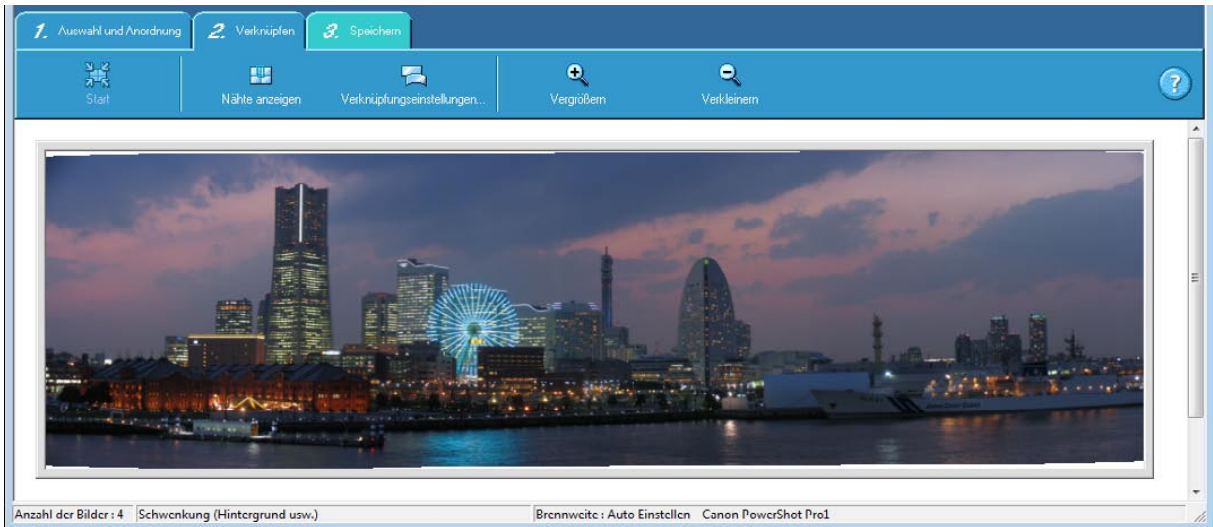 1. Auswahl und Anordnung 2. Verknüpfen 3. Speichern
Start Nähte anzeigen Verknüpfungseinstellungen... Vergrößern Verkleinern ?
Anzahl der Bilder : 4 Schwenkung (Hintergrund usw.) Brennweite : Auto Einstellen Canon PowerShot Pro1